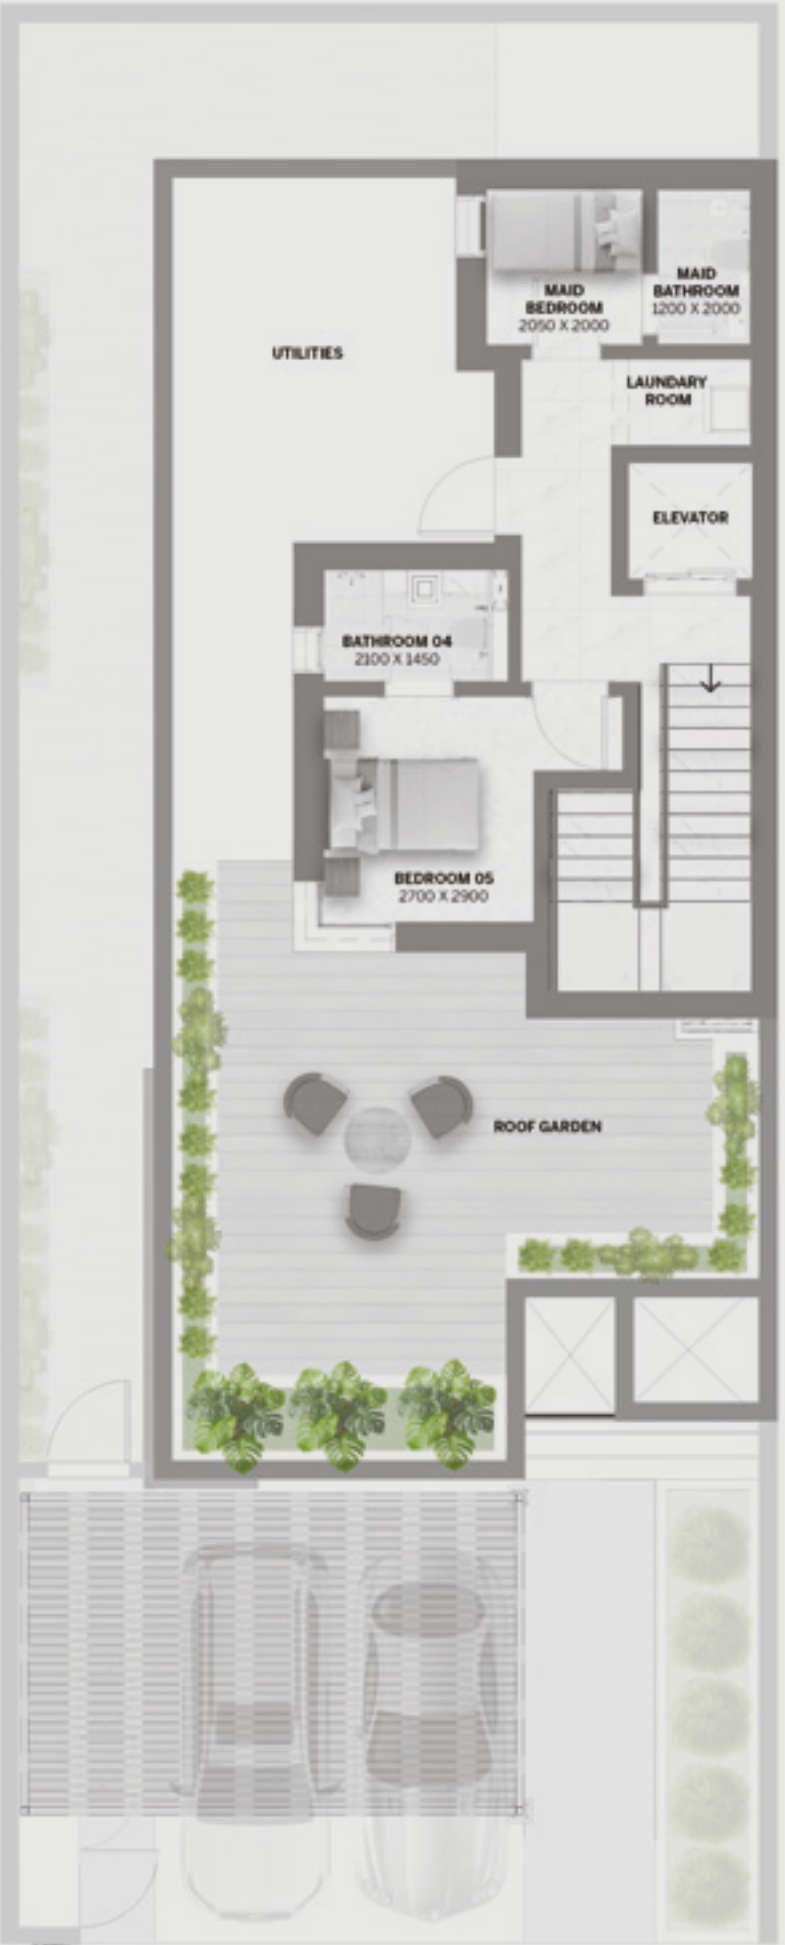 MAID
BEDROOM
2050 X 2000
MAID
BATHROOM
1200 X 2000
UTILITIES
LAUNDARY
ROOM
ELEVATOR
BATHROOM 04
2100 X 1450
BEDROOM 05
2700 X 2900
ROOF GARDEN